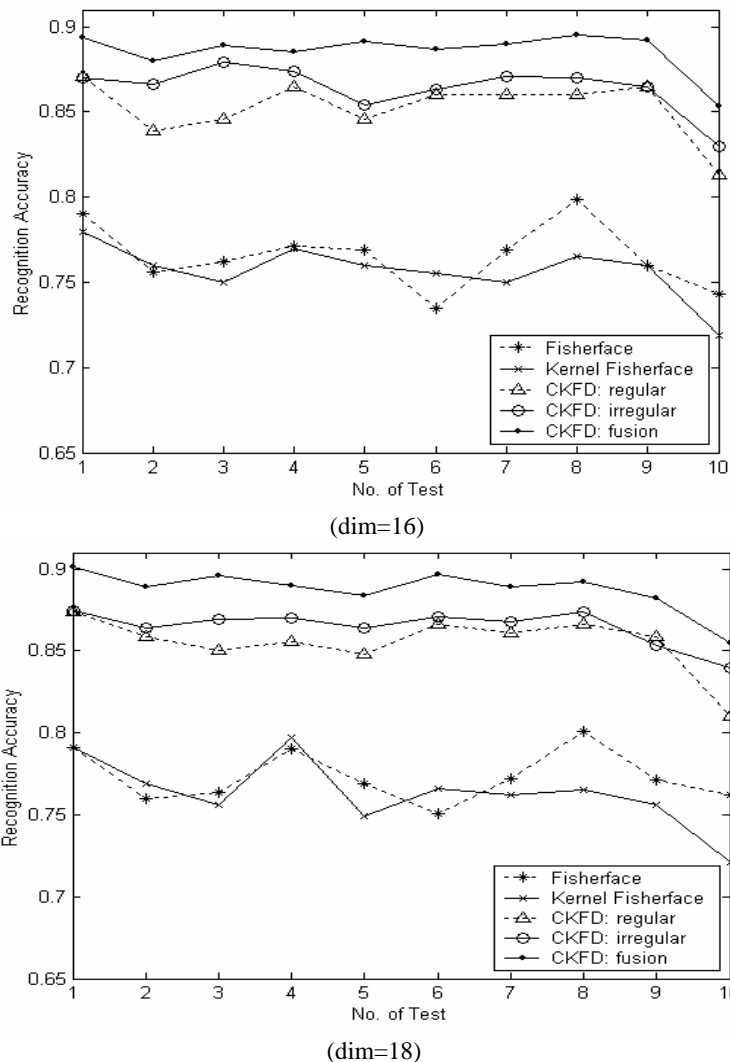 0.9
0.85
0.8
0.75
0.7
0.65
Recognition Accuracy
Fisherface
Kernel Fisherface
CKFD: regular
CKFD: irregular
CKFD: fusion
1 2 3 4 5 6 7 8 9 10
No. of Test
(dim=16)
0.9
0.85
0.8
0.75
0.7
0.65
Recognition Accuracy
Fisherface
Kernel Fisherface
CKFD: regular
CKFD: irregular
CKFD: fusion
1 2 3 4 5 6 7 8 9 10
No. of Test
(dim=18)